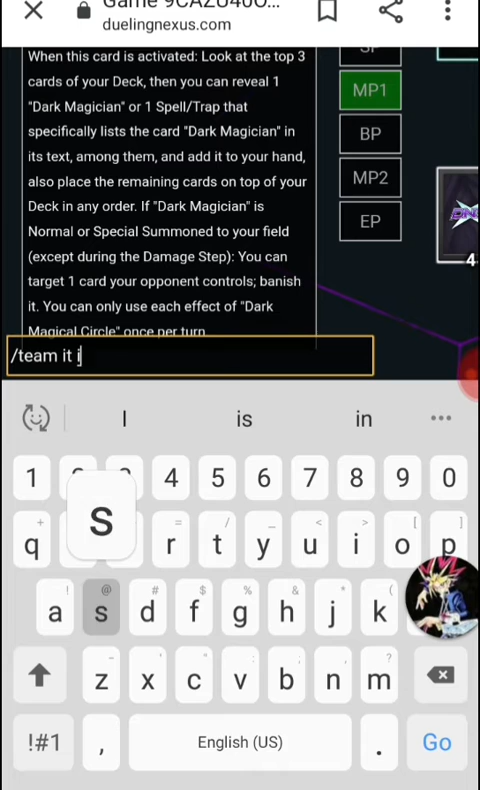 Game 9CAZU40O...
duelingnexus.com
When this card is activated: Look at the top 3
cards of your Deck, then you can reveal 1
"Dark Magician" or 1 Spell/Trap that
specifically lists the card "Dark Magician" in
its text, among them, and add it to your hand,
also place the remaining cards on top of your
Deck in any order. If "Dark Magician" is
Normal or Special Summoned to your field
(except during the Damage Step): You can
target 1 card your opponent controls; banish
it. You can only use each effect of "Dark
Magical Circle" once per turn.
SP
MP1
BP
MP2
EP
4
/team it i
I is in
1 4 5 6 7 8 9 0
q r t y u i o p
a s d f g h j k
z x c v b n m
!#1 , English (US) . Go